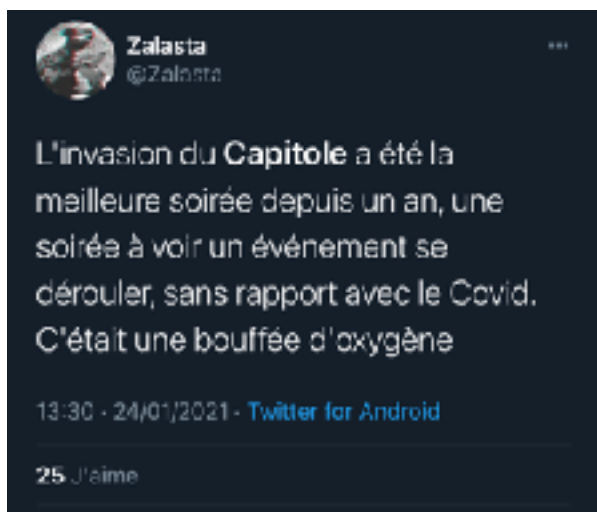 Zalasta
@Zalasta
L'invasion du Capitole a été la
meilleure soirée depuis un an, une
soirée à voir un événement se
dérouler, sans rapport avec le Covid.
C'était une bouffée d'oxygène
13:30 · 24/01/2021 · Twitter for Android
25 J'aime